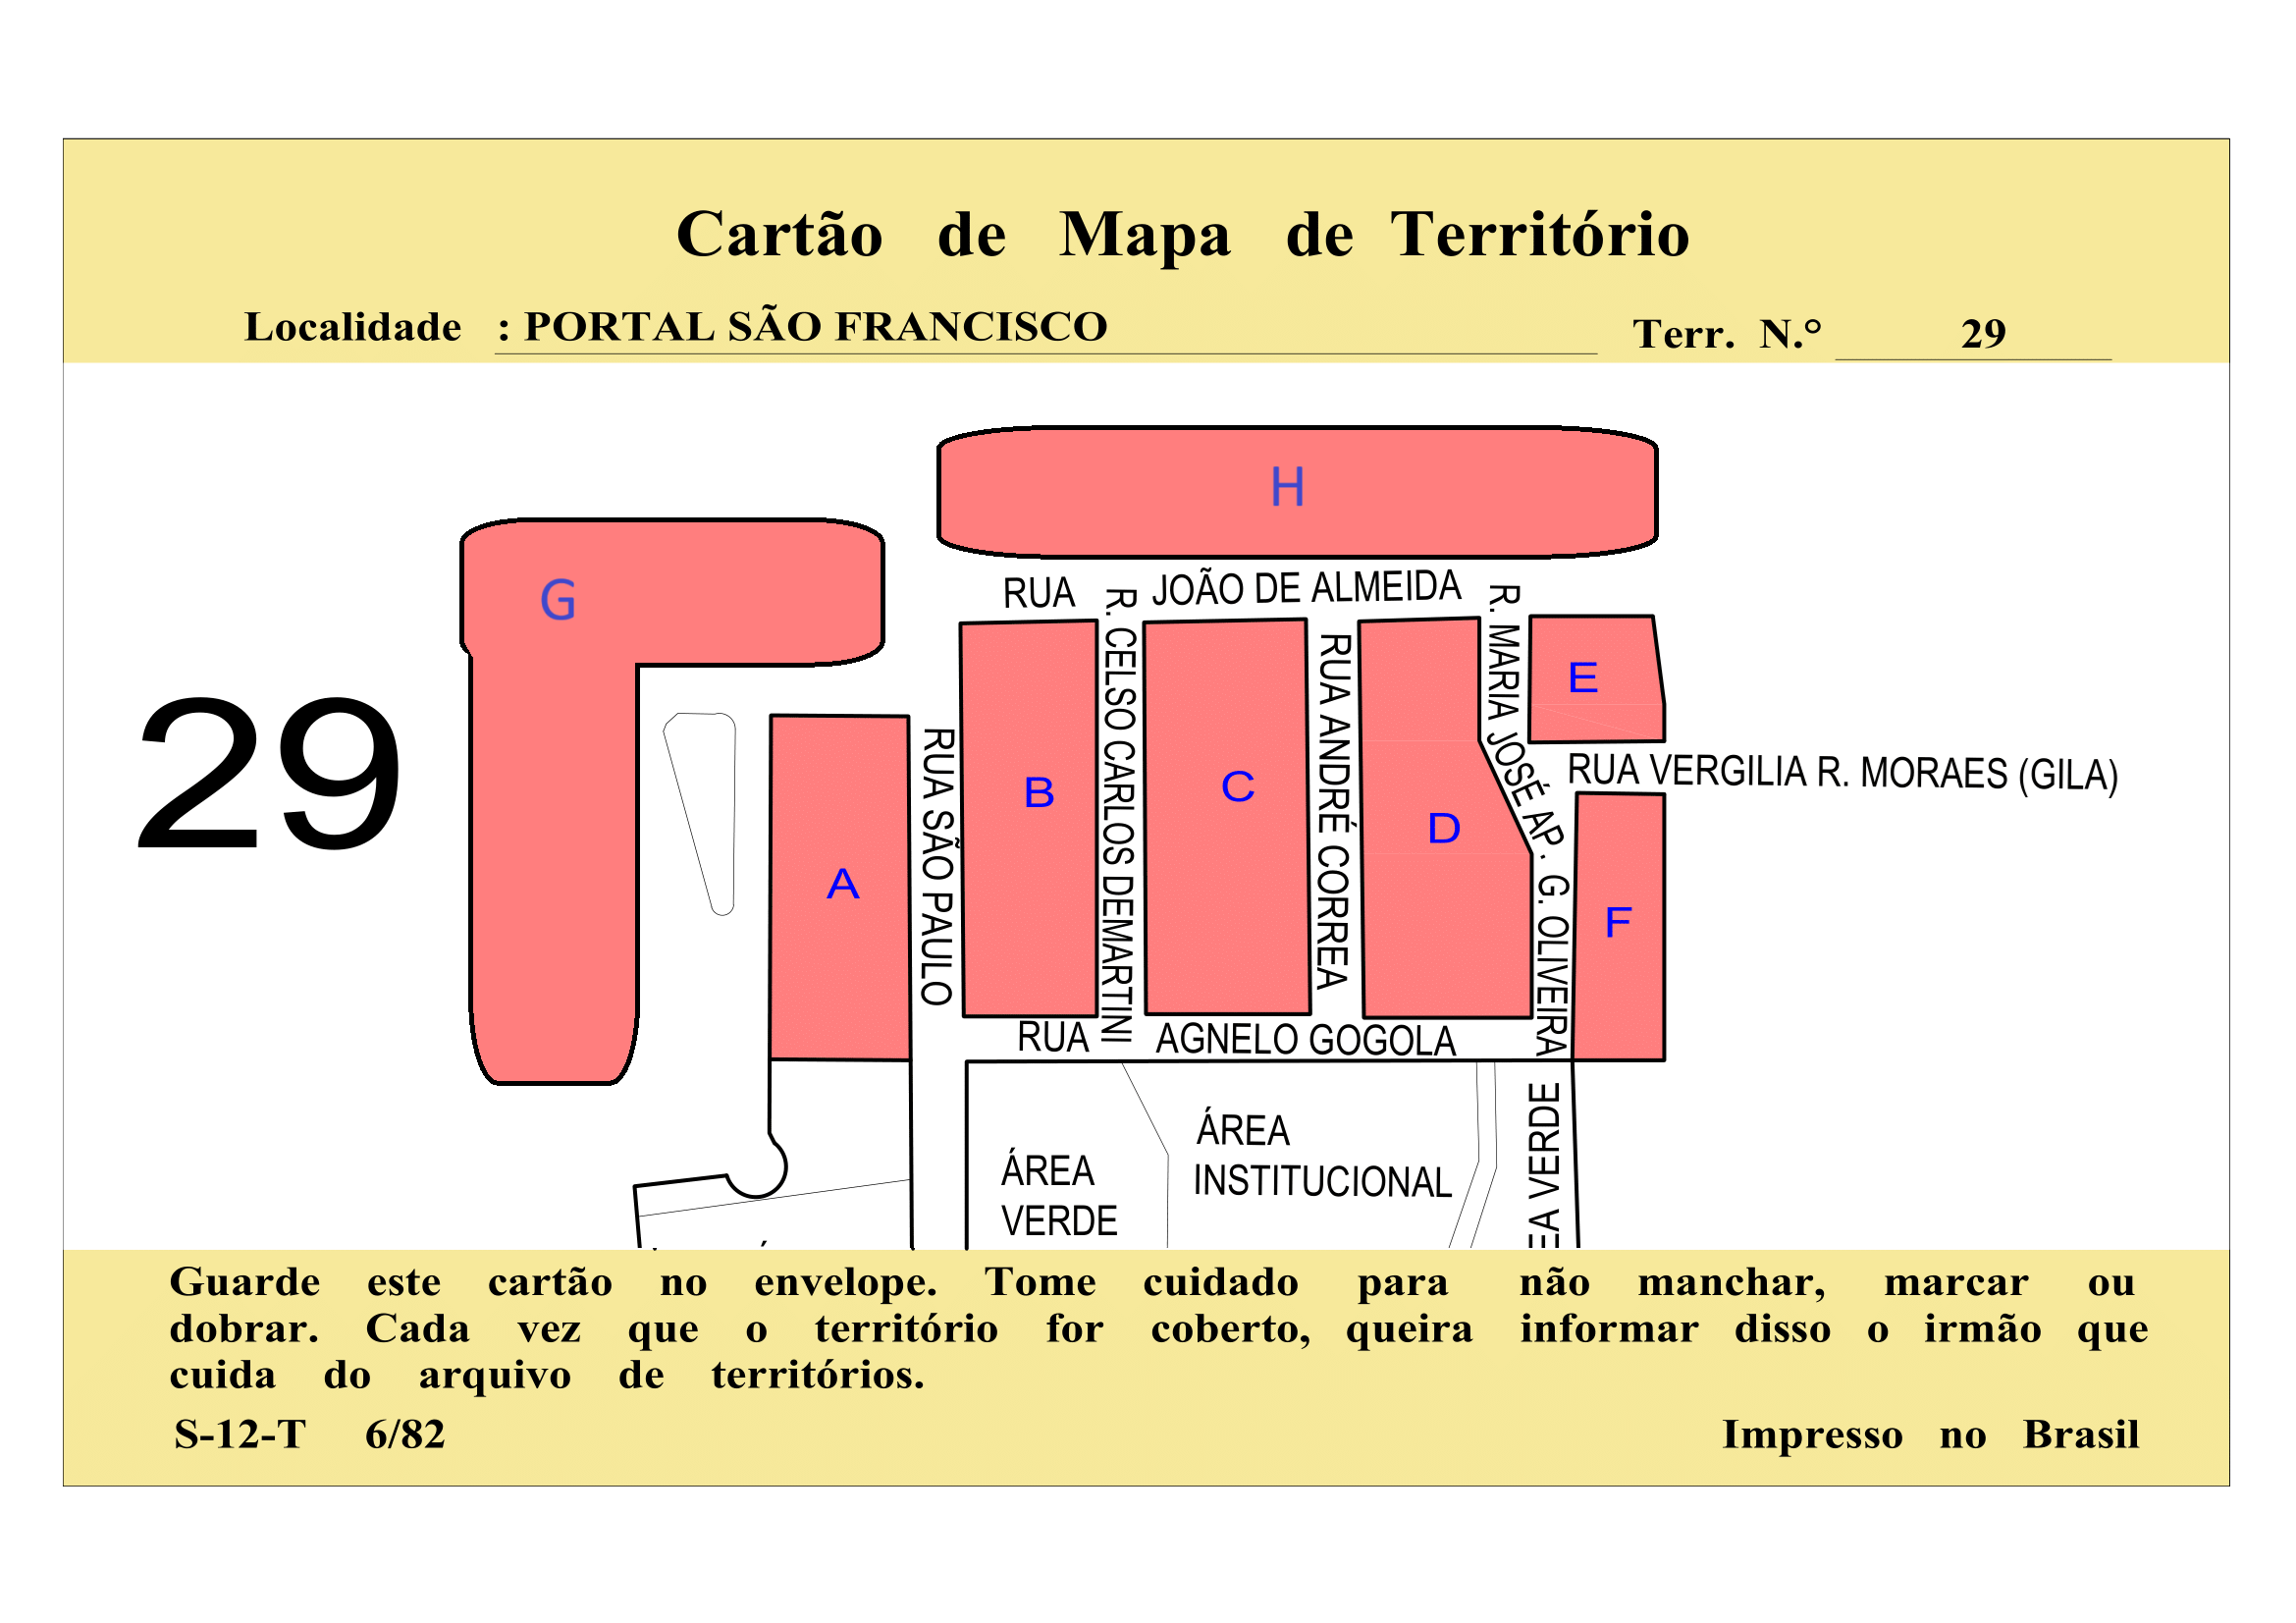 Cartão de Mapa de Território
Localidade : PORTAL SÃO FRANCISCO
Terr. N.° 29
29
H
G
RUA JOÃO DE ALMEIDA
R. CELSO CARLOS DEMARTINI
RUA ANDRÉ CORREA
R. MARIA JOSÉ AP. G. OLIVEIRA
E
RUA VERGILIA R. MORAES (GILA)
RUA SÃO PAULO
A
B
C
D
F
RUA AGNELO GOGOLA
ÁREA
VERDE
ÁREA
INSTITUCIONAL
VERDE
Guarde este cartão no envelope. Tome cuidado para não manchar, marcar ou
dobrar. Cada vez que o território for coberto, queira informar disso o irmão que
cuida do arquivo de territórios.
S-12-T 6/82
Impresso no Brasil